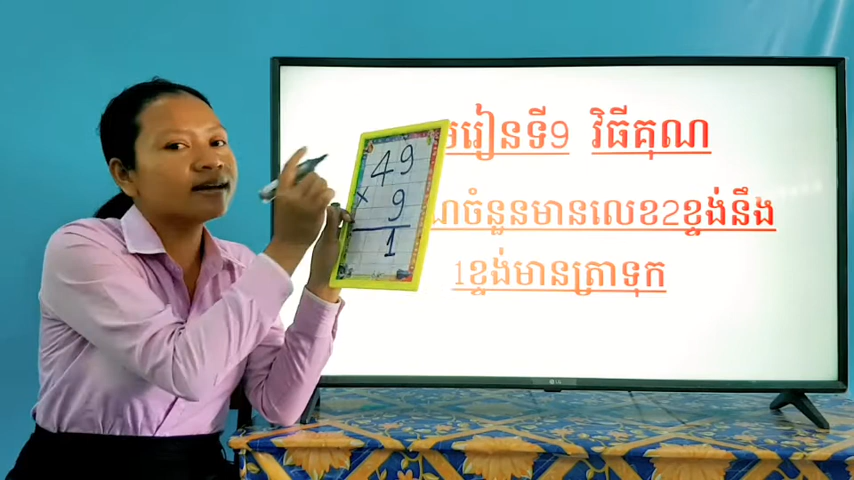 រៀនទី9 វិធីគុណ
ចំនួនមានលេខ2ខ្ទង់នឹង
1ខ្ទង់មានត្រាទុក
49
× 9
1
LG